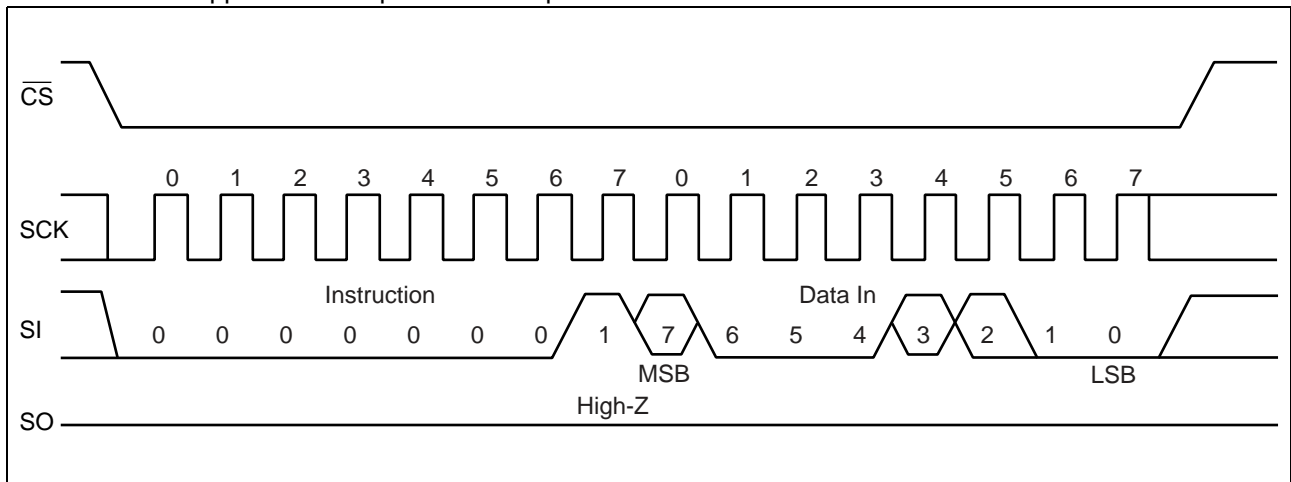 CS
0 1 2 3 4 5 6 7 0 1 2 3 4 5 6 7
SCK
Instruction Data In
SI
0 0 0 0 0 0 0 1 7 6 5 4 3 2 1 0
MSB LSB
High-Z
SO